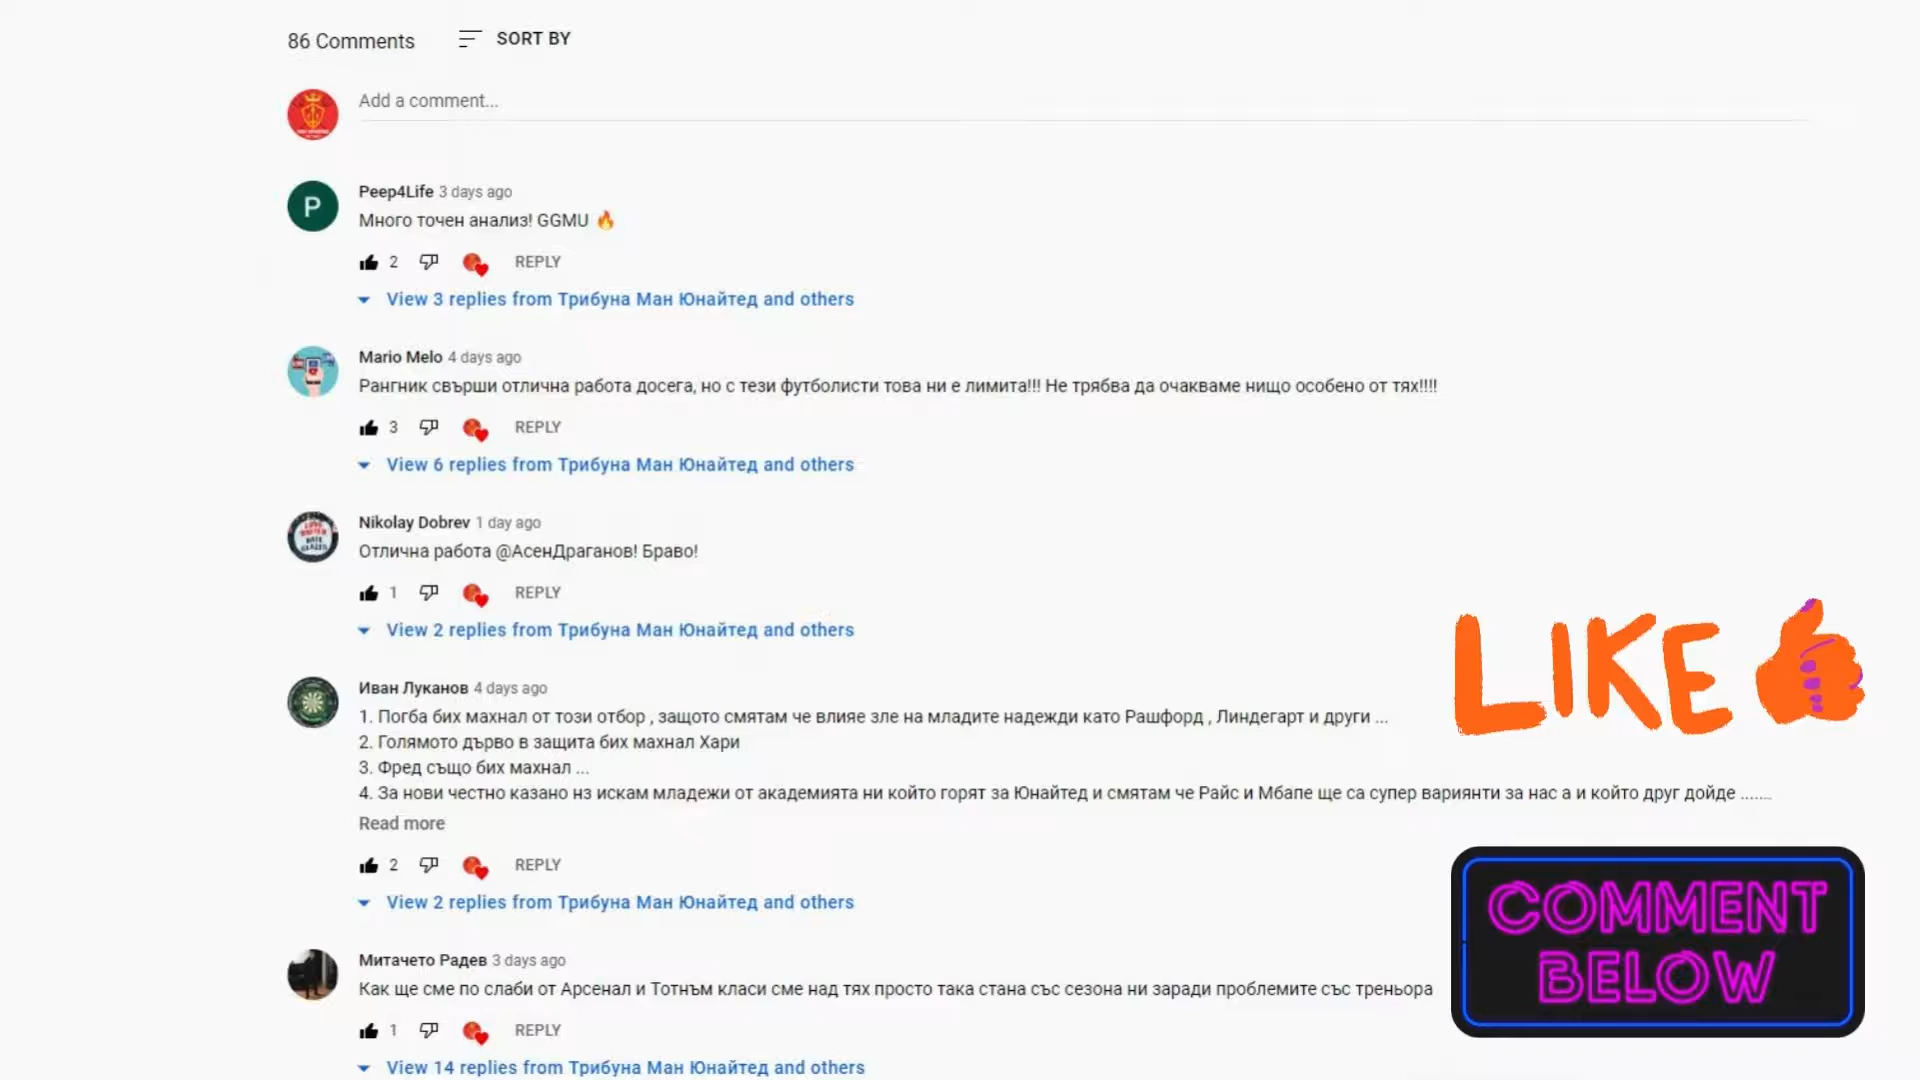 86 Comments
SORT BY
Add a comment...
P
Peep4Life 3 days ago
Много точен анализ! GGMU 🔥
2
REPLY
View 3 replies from Трибуна Ман Юнайтед and others
Mario Melo 4 days ago
Рангник свърши отлична работа досега, но с тези футболисти това ни е лимита!!! Не трябва да очакваме нищо особено от тях!!!!
3
REPLY
View 6 replies from Трибуна Ман Юнайтед and others
Nikolay Dobrev 1 day ago
Отлична работа @АсенДраганов! Браво!
1
REPLY
View 2 replies from Трибуна Ман Юнайтед and others
Иван Луканов 4 days ago
1. Погба бих махнал от този отбор , защото смятам че влияе зле на младите надежди като Рашфорд , Линдегарт и други ...
2. Голямото дърво в защита бих махнал Хари
3. Фред също бих махнал ...
4. За нови честно казано нз искам младежи от академията ни който горят за Юнайтед и смятам че Райс и Мбапе ще са супер вариянти за нас а и който друг дойде .......
Read more
2
REPLY
View 2 replies from Трибуна Ман Юнайтед and others
Митачето Радев 3 days ago
Как ще сме по слаби от Арсенал и Тотнъм класи сме над тях просто така стана със сезона ни заради проблемите със треньора
1
REPLY
View 14 replies from Трибуна Ман Юнайтед and others
LIKE
COMMENT
BELOW